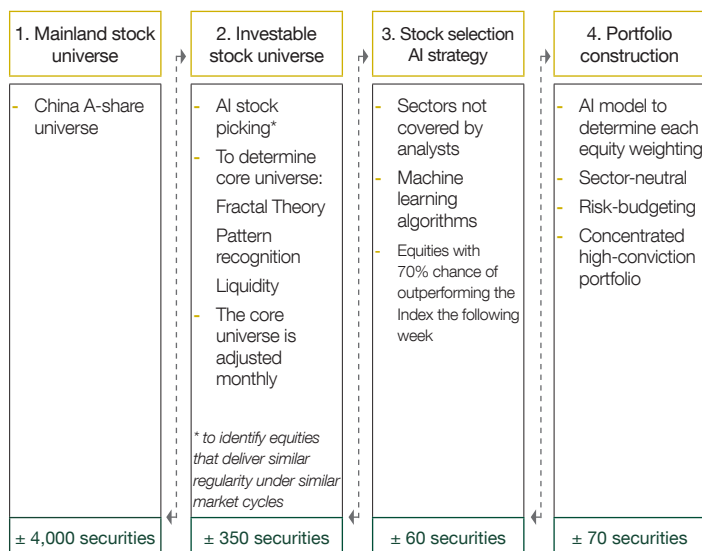 1. Mainland stock
universe
- China A-share
universe
± 4,000 securities
2. Investable
stock universe
- AI stock
picking*
- To determine
core universe:
Fractal Theory
Pattern
recognition
Liquidity
- The core
universe is
adjusted
monthly
* to identify equities
that deliver similar
regularity under similar
market cycles
± 350 securities
3. Stock selection
AI strategy
- Sectors not
covered by
analysts
- Machine
learning
algorithms
- Equities with
70% chance of
outperforming the
Index the following
week
± 60 securities
4. Portfolio
construction
- AI model to
determine each
equity weighting
- Sector-neutral
- Risk-budgeting
- Concentrated
high-conviction
portfolio
± 70 securities